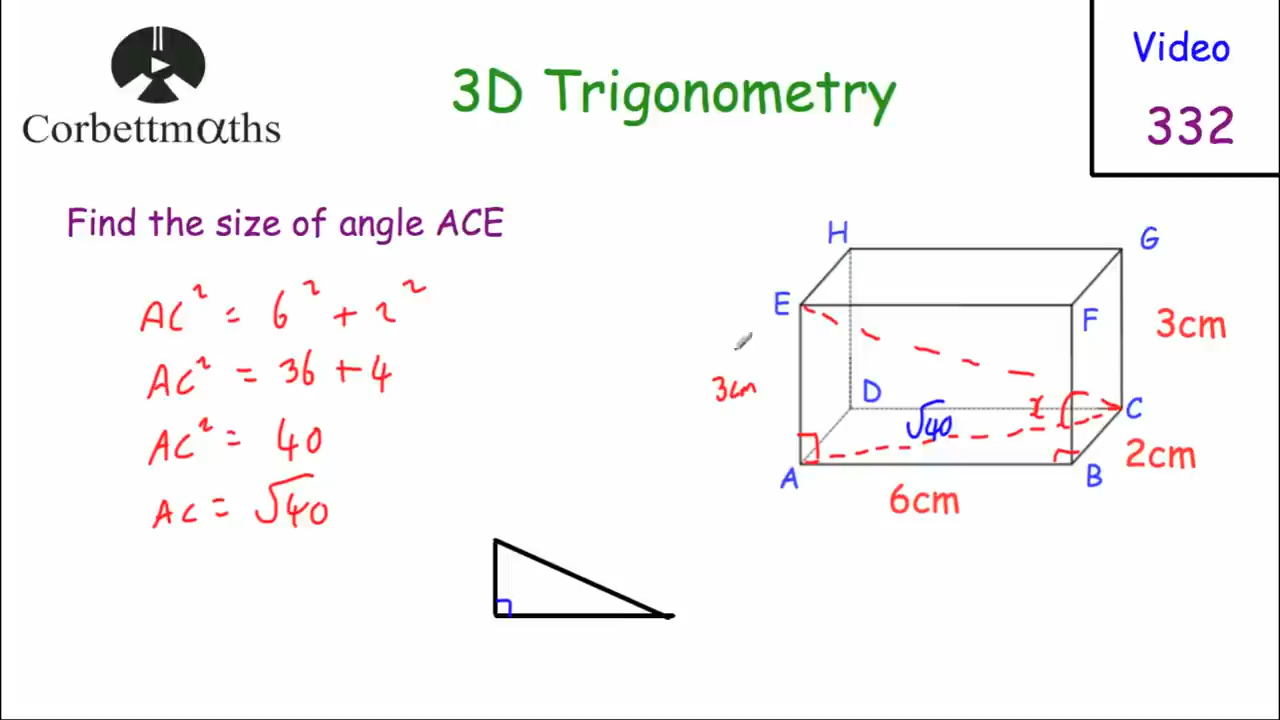 Corbettmαths
3D Trigonometry
Video
332
Find the size of angle ACE
AC² = 6² + 2²
AC² = 36 + 4
AC² = 40
AC = √40
H
G
E
F
3cm
3cm
D
√40
x
C
2cm
A
B
6cm